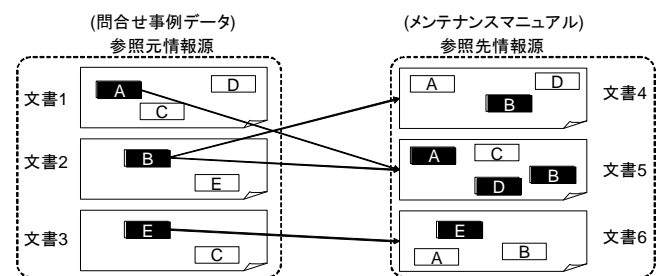 (問合せ事例データ)
参照元情報源
(メンテナンスマニュアル)
参照先情報源
文書1
A
D
C
文書2
B
E
文書3
E
C
A
D
B
文書4
A
C
D
B
文書5
E
A
B
文書6